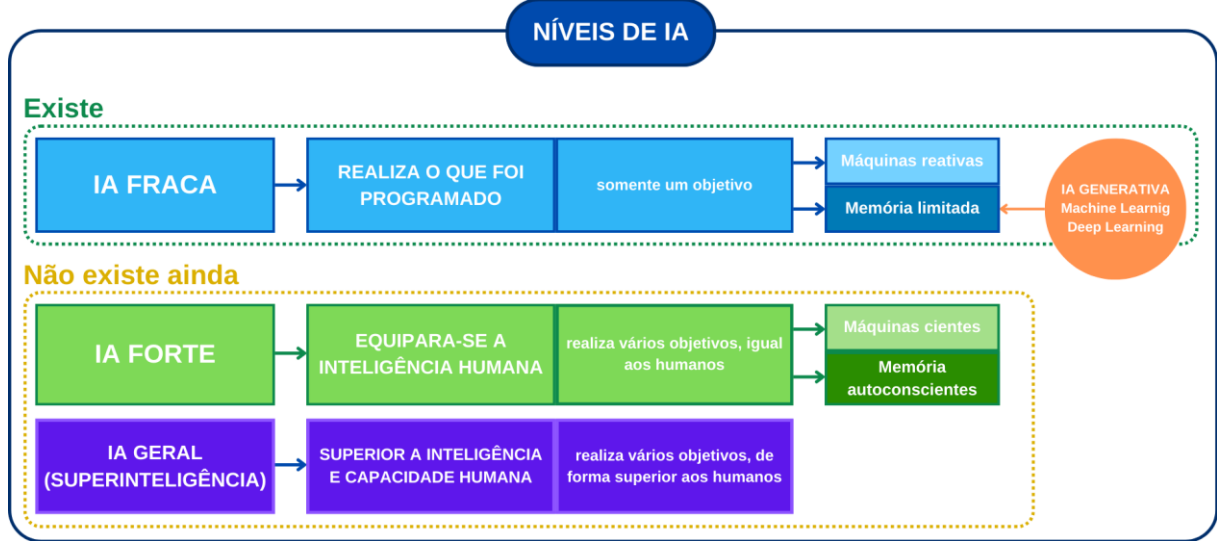 NÍVEIS DE IA
Existe
IA FRACA
REALIZA O QUE FOI
PROGRAMADO
somente um objetivo
Máquinas reativas
Memória limitada
IA GENERATIVA
Machine Learnig
Deep Learning
Não existe ainda
IA FORTE
EQUIPARA-SE A
INTELIGÊNCIA HUMANA
realiza vários objetivos, igual
aos humanos
Máquinas cientes
Memória
autoconscientes
IA GERAL
(SUPERINTELIGÊNCIA)
SUPERIOR A INTELIGÊNCIA
E CAPACIDADE HUMANA
realiza vários objetivos, de
forma superior aos humanos